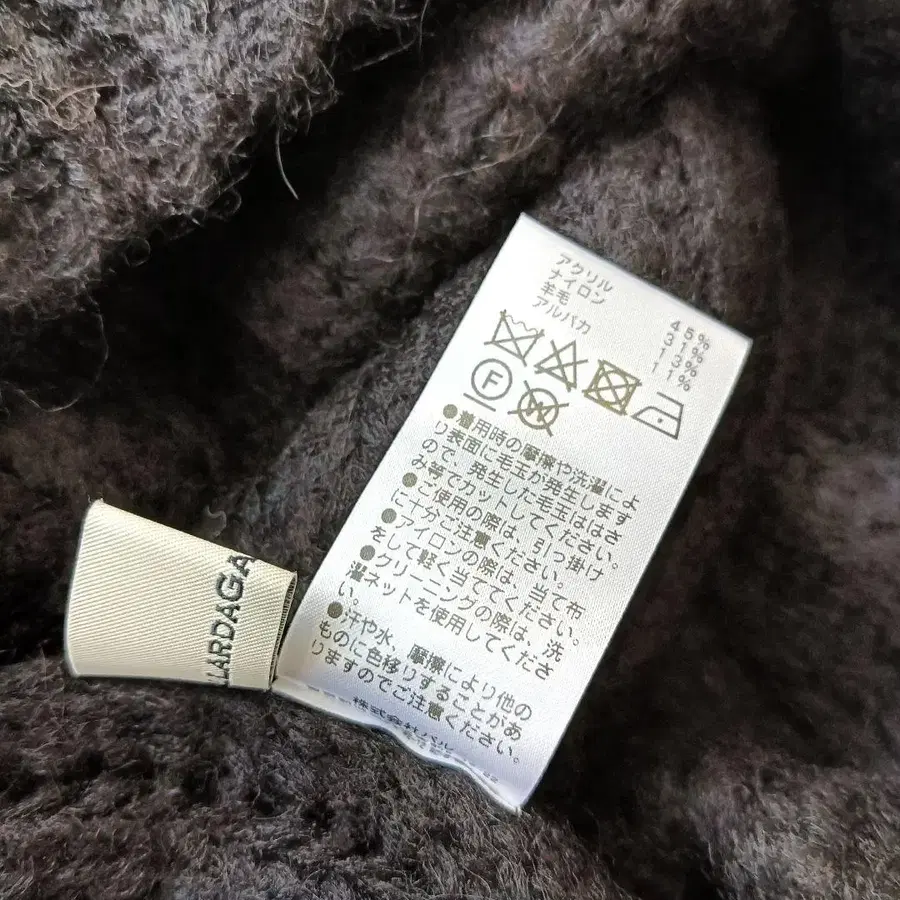 アクリル 45%
ナイロン 31%
羊毛 13%
アルパカ 11%
F
W
●着用時の摩擦や洗濯によ
り表面に毛玉が発生します
ので、発生した毛玉ははさ
み等でカットしてください。
●ご使用の際は、引っ掛け
に十分ご注意ください。
●アイロンの際は、当て布
をして軽く当ててください。
●クリーニングの際は、洗
濯ネットを使用してくださ
い。
●汗や水、摩擦により他の
ものに色移りすることがあ
りますのでご注意ください。
株式会社パル
LARDAGA